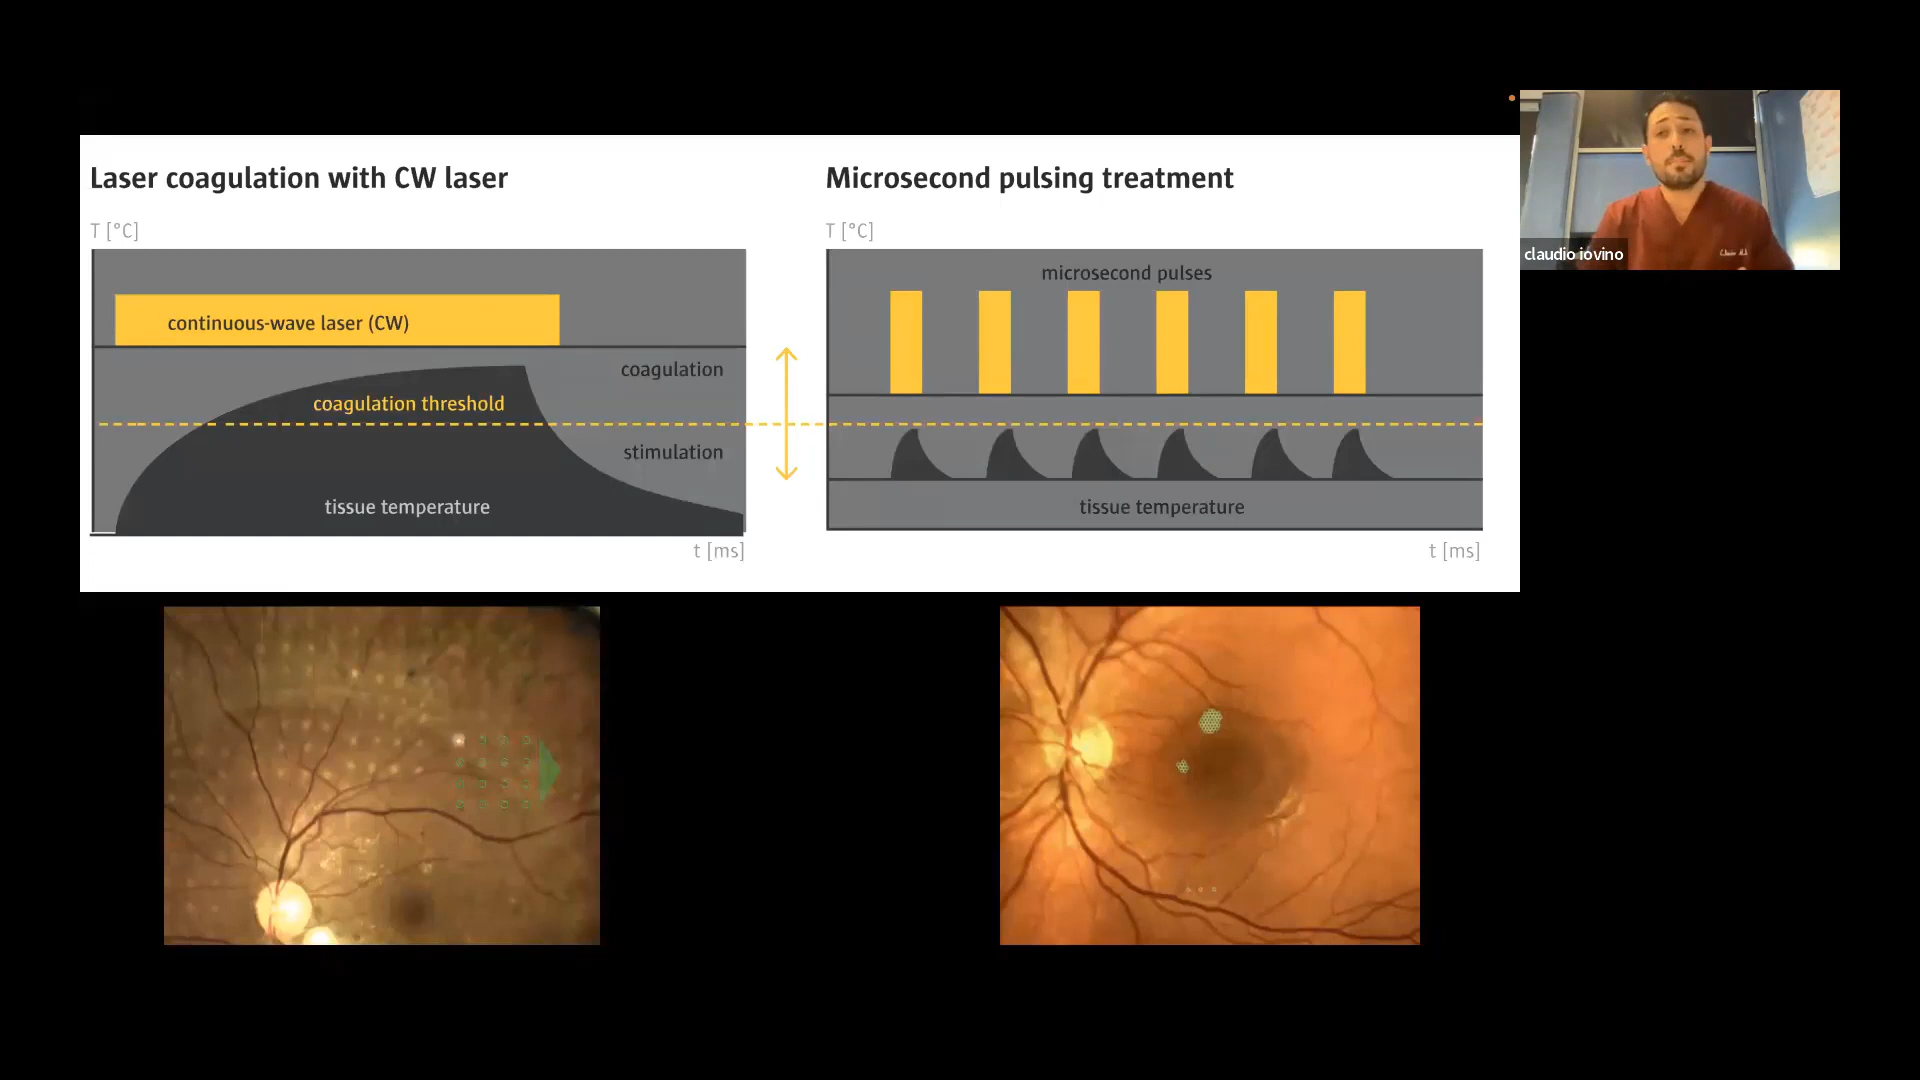 Laser coagulation with CW laser
T [°C]
continuous-wave laser (CW)
coagulation
coagulation threshold
stimulation
tissue temperature
t [ms]
Microsecond pulsing treatment
T [°C]
microsecond pulses
tissue temperature
t [ms]
claudio iovino